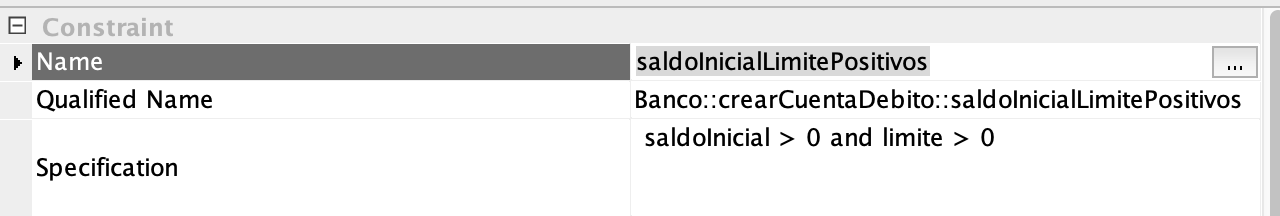 Constraint
Name saldoInicialLimitePositivos ...
Qualified Name Banco::crearCuentaDebito::saldoInicialLimitePositivos
saldoInicial > 0 and limite > 0
Specification